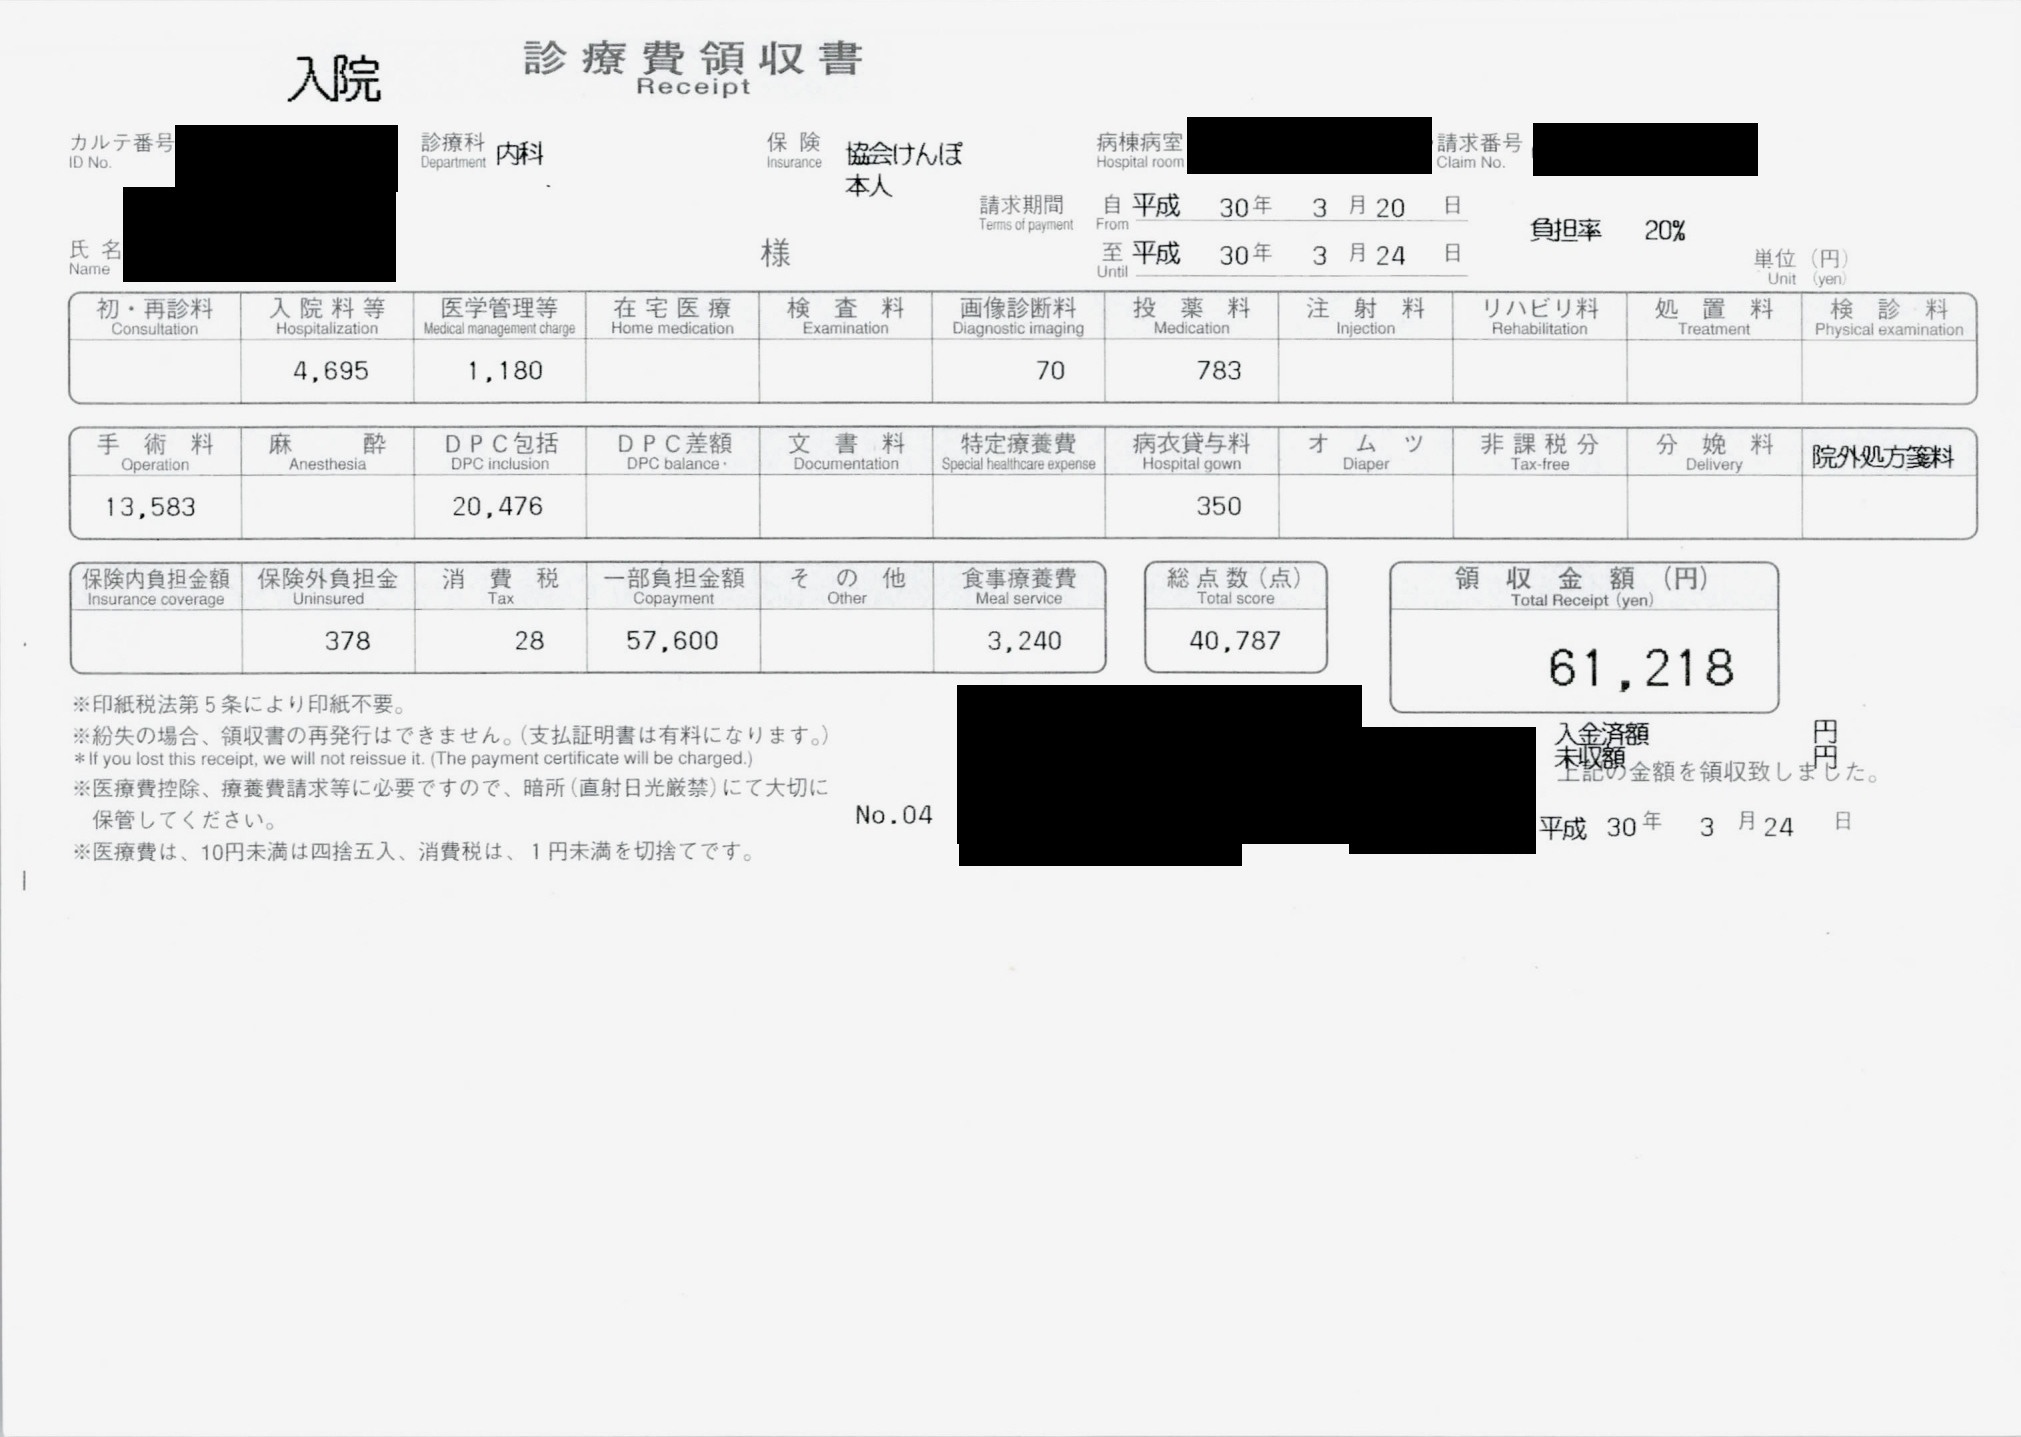 入院
診療費領収書
Receipt
カルテ番号
ID No.
診療科 内科
Department
保険 協会けんぽ
Insurance
本人
病棟病室
Hospital room
請求番号
Claim No.
請求期間 自 平成 30年 3月20日
Terms of payment From
至 平成 30年 3月24日
Until
負担率 20%
氏名 様
Name
単位(円)
Unit (yen)
初・再診料 入院料等 医学管理等 在宅医療 検査料 画像診断料 投薬料 注射料 リハビリ料 処置料 検診料
Consultation Hospitalization Medical management charge Home medication Examination Diagnostic imaging Medication Injection Rehabilitation Treatment Physical examination
4,695 1,180 70 783
手術料 麻酔 DPC包括 DPC差額 文書料 特定療養費 病衣貸与料 オムツ 非課税分 分娩料 院外処方箋料
Operation Anesthesia DPC inclusion DPC balance Documentation Special healthcare expense Hospital gown Diaper Tax-free Delivery
13,583 20,476 350
保険内負担金額 保険外負担金 消費税 一部負担金額 その他 食事療養費 総点数(点) 領収金額(円)
Insurance coverage Uninsured Tax Copayment Other Meal service Total score Total Receipt (yen)
378 28 57,600 3,240 40,787 61,218
※印紙税法第5条により印紙不要。
※紛失の場合、領収書の再発行はできません。(支払証明書は有料になります。)
*If you lost this receipt, we will not reissue it. (The payment certificate will be charged.)
※医療費控除、療養費請求等に必要ですので、暗所(直射日光厳禁)にて大切に
保管してください。
※医療費は、10円未満は四捨五入、消費税は、1円未満を切捨てです。
No.04
入金済額 円
未収額 円
上記の金額を領収致しました。
平成 30年 3月24日